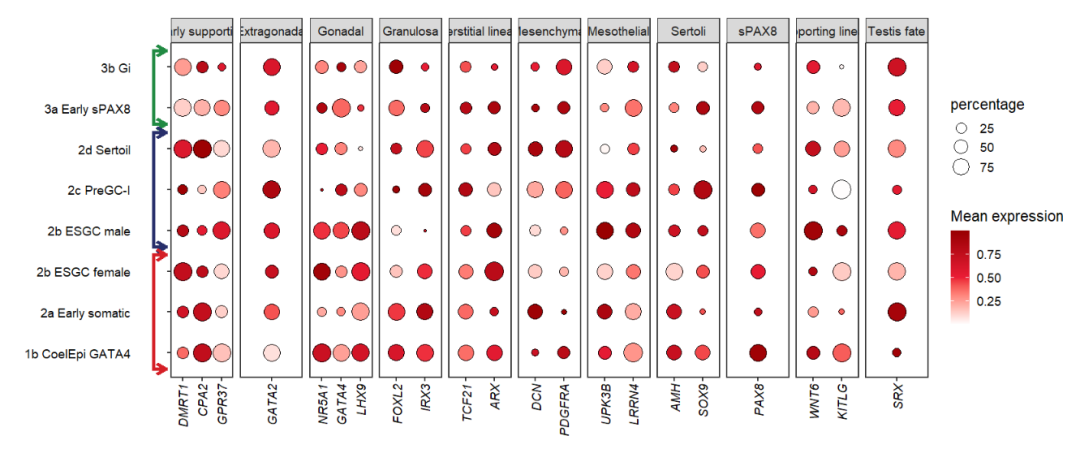 rly supporti Extragonada Gonadal Granulosa erstitial linea esenchyma Mesothelial Sertoli sPAX8 porting line Testis fate
3b Gi
3a Early sPAX8
2d Sertoil
2c PreGC-I
2b ESGC male
2b ESGC female
2a Early somatic
1b CoelEpi GATA4
DMRT1 CPA2 GPR37 GATA2 NR5A1 GATA4 LHX9 FOXL2 IRX3 TCF21 ARX DCN PDGFRA UPK3B LRRN4 AMH SOX9 PAX8 WNT6 KITLG SRX
percentage
25
50
75
Mean expression
0.75
0.50
0.25